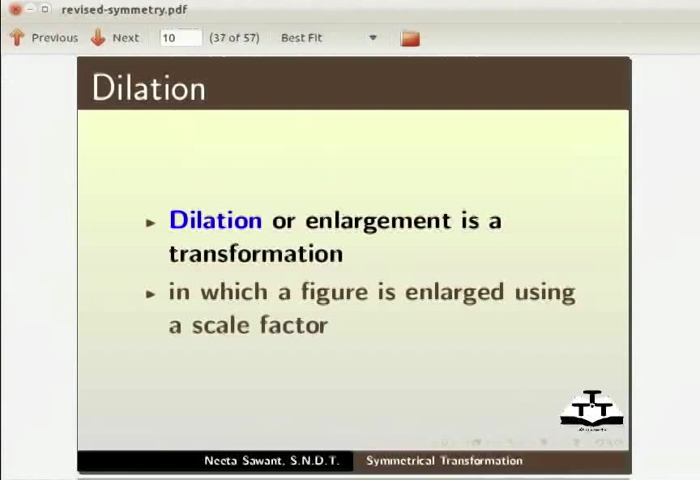 revised-symmetry.pdf
Previous Next 10 (37 of 57) Best Fit
Dilation
Dilation or enlargement is a
transformation
in which a figure is enlarged using
a scale factor
Neeta Sawant, S.N.D.T. Symmetrical Transformation